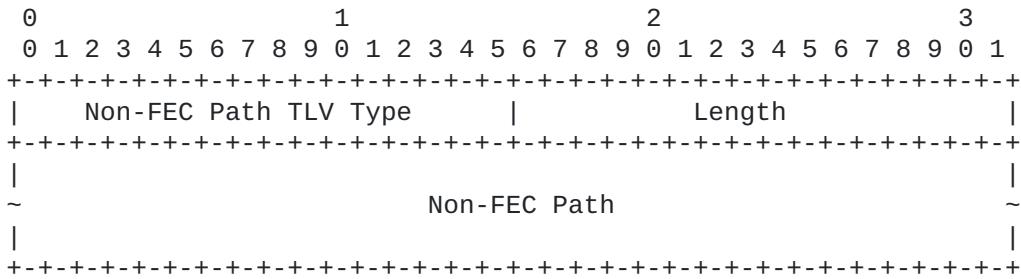 0                   1                   2                   3
 0 1 2 3 4 5 6 7 8 9 0 1 2 3 4 5 6 7 8 9 0 1 2 3 4 5 6 7 8 9 0 1
+-+-+-+-+-+-+-+-+-+-+-+-+-+-+-+-+-+-+-+-+-+-+-+-+-+-+-+-+-+-+-+-+
|    Non-FEC Path TLV Type      |           Length              |
+-+-+-+-+-+-+-+-+-+-+-+-+-+-+-+-+-+-+-+-+-+-+-+-+-+-+-+-+-+-+-+-+
|                                                               |
~                          Non-FEC Path                         ~
|                                                               |
+-+-+-+-+-+-+-+-+-+-+-+-+-+-+-+-+-+-+-+-+-+-+-+-+-+-+-+-+-+-+-+-+